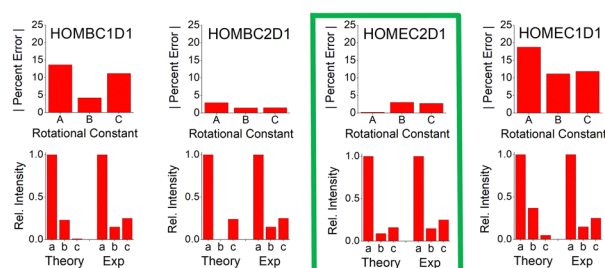 HOMBC1D1
| Percent Error |
25
20
15
10
5
0
A B C
Rotational Constant
Rel. Intensity
1.0
0.5
0.0
a b c a b c
Theory Exp
HOMBC2D1
| Percent Error |
25
20
15
10
5
0
A B C
Rotational Constant
Rel. Intensity
1.0
0.5
0.0
a b c a b c
Theory Exp
HOMEC2D1
| Percent Error |
25
20
15
10
5
0
A B C
Rotational Constant
Rel. Intensity
1.0
0.5
0.0
a b c a b c
Theory Exp
HOMEC1D1
| Percent Error |
25
20
15
10
5
0
A B C
Rotational Constant
Rel. Intensity
1.0
0.5
0.0
a b c a b c
Theory Exp